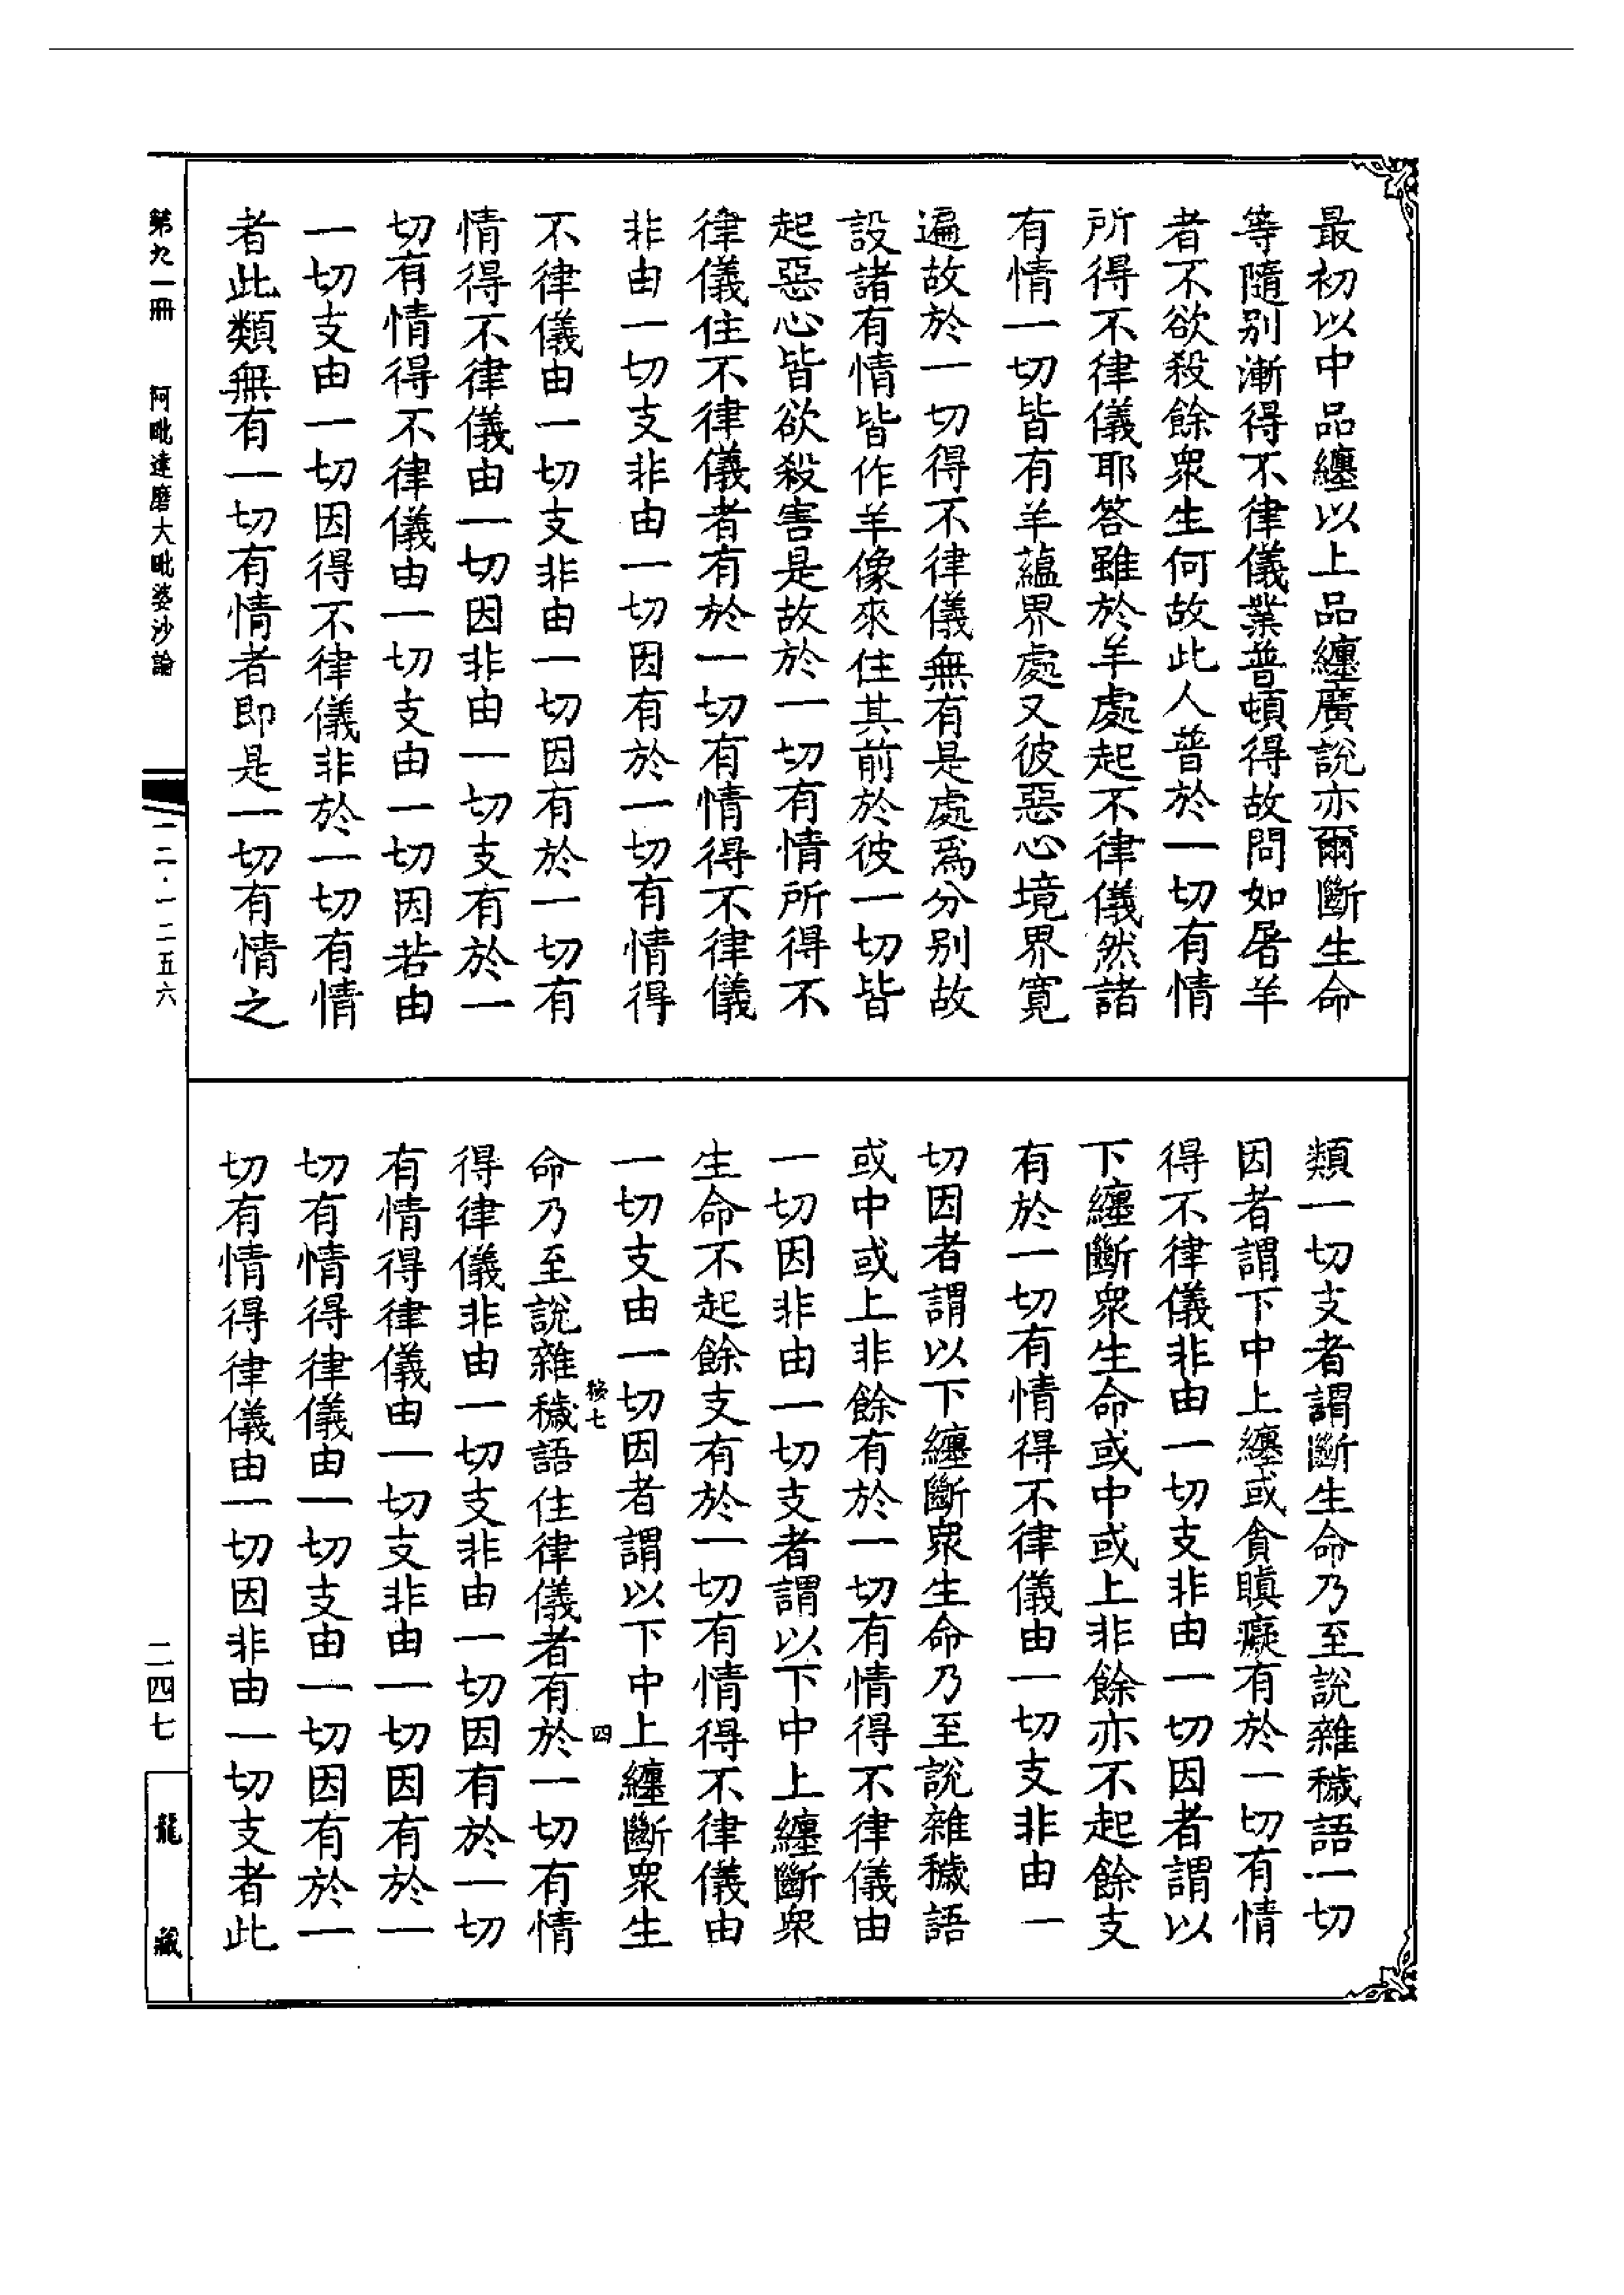 最初以中品纏以上品纏廣說亦爾斷生命
等隨别漸得不律儀業普頓得故問如屠羊
者不欲殺餘衆生何故此人普於一切有情
所得不律儀耶答雖於羊處起不律儀然諸
有情一切皆有羊蘊界處又彼惡心境界寬
遍故於一切得不律儀無有是處爲分别故
設諸有情皆作羊像來住其前於彼一切皆
起惡心皆欲殺害是故於一切有情所得不
律儀住不律儀者有於一切有情得不律儀
非由一切支非由一切因有於一切有情得
不律儀由一切支非由一切因有於一切有
情得不律儀由一切因非由一切支有於一
切有情得不律儀由一切支由一切因若由
一切支由一切因得不律儀非於一切有情
者此類無有一切有情者即是一切有情之
類一切支者謂斷生命乃至說雜穢語一切
因者謂下中上纏或貪瞋癡有於一切有情
得不律儀非由一切支非由一切因者謂以
下纏斷衆生命或中或上非餘亦不起餘支
有於一切有情得不律儀由一切支非由一
切因者謂以下纏斷衆生命乃至說雜穢語
或中或上非餘有於一切有情得不律儀由
一切因非由一切支者謂以下中上纏斷衆
生命不起餘支有於一切有情得不律儀由
一切支由一切因者謂以下中上纏斷衆生
命乃至說雜穢語住律儀者有於一切有情
得律儀非由一切支非由一切因有於一切
有情得律儀由一切支非由一切因有於一
切有情得律儀由一切支由一切因有於一
切有情得律儀由一切因非由一切支者此
七
四
第九一冊
阿毗達磨大毗婆沙論
一二·一二五六
二四七
龍藏